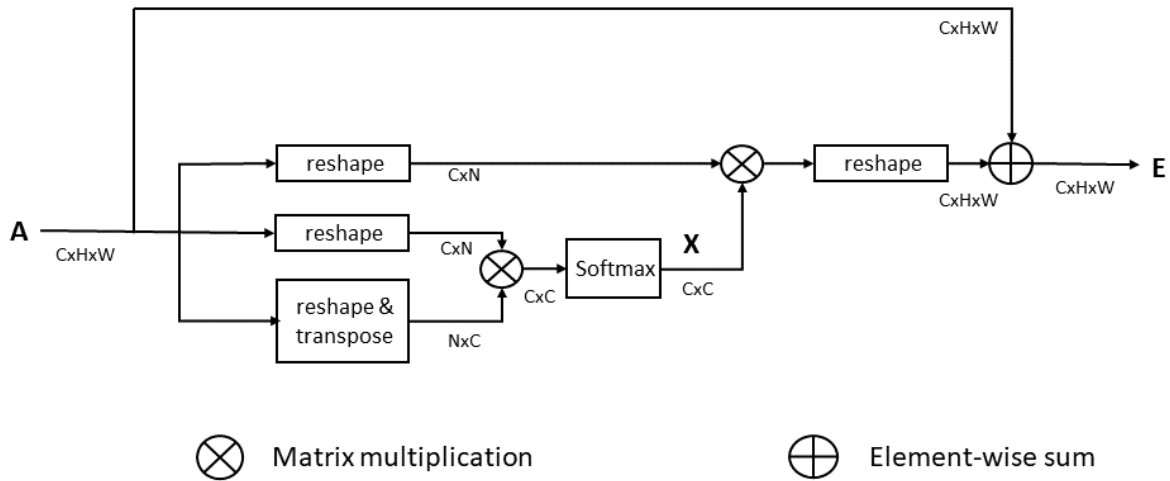 CxHxW
reshape
CxN
reshape
CxHxW
CxHxW
E
A
CxHxW
reshape
CxN
X
Softmax
CxC
CxC
reshape &
transpose
NxC
Matrix multiplication
Element-wise sum